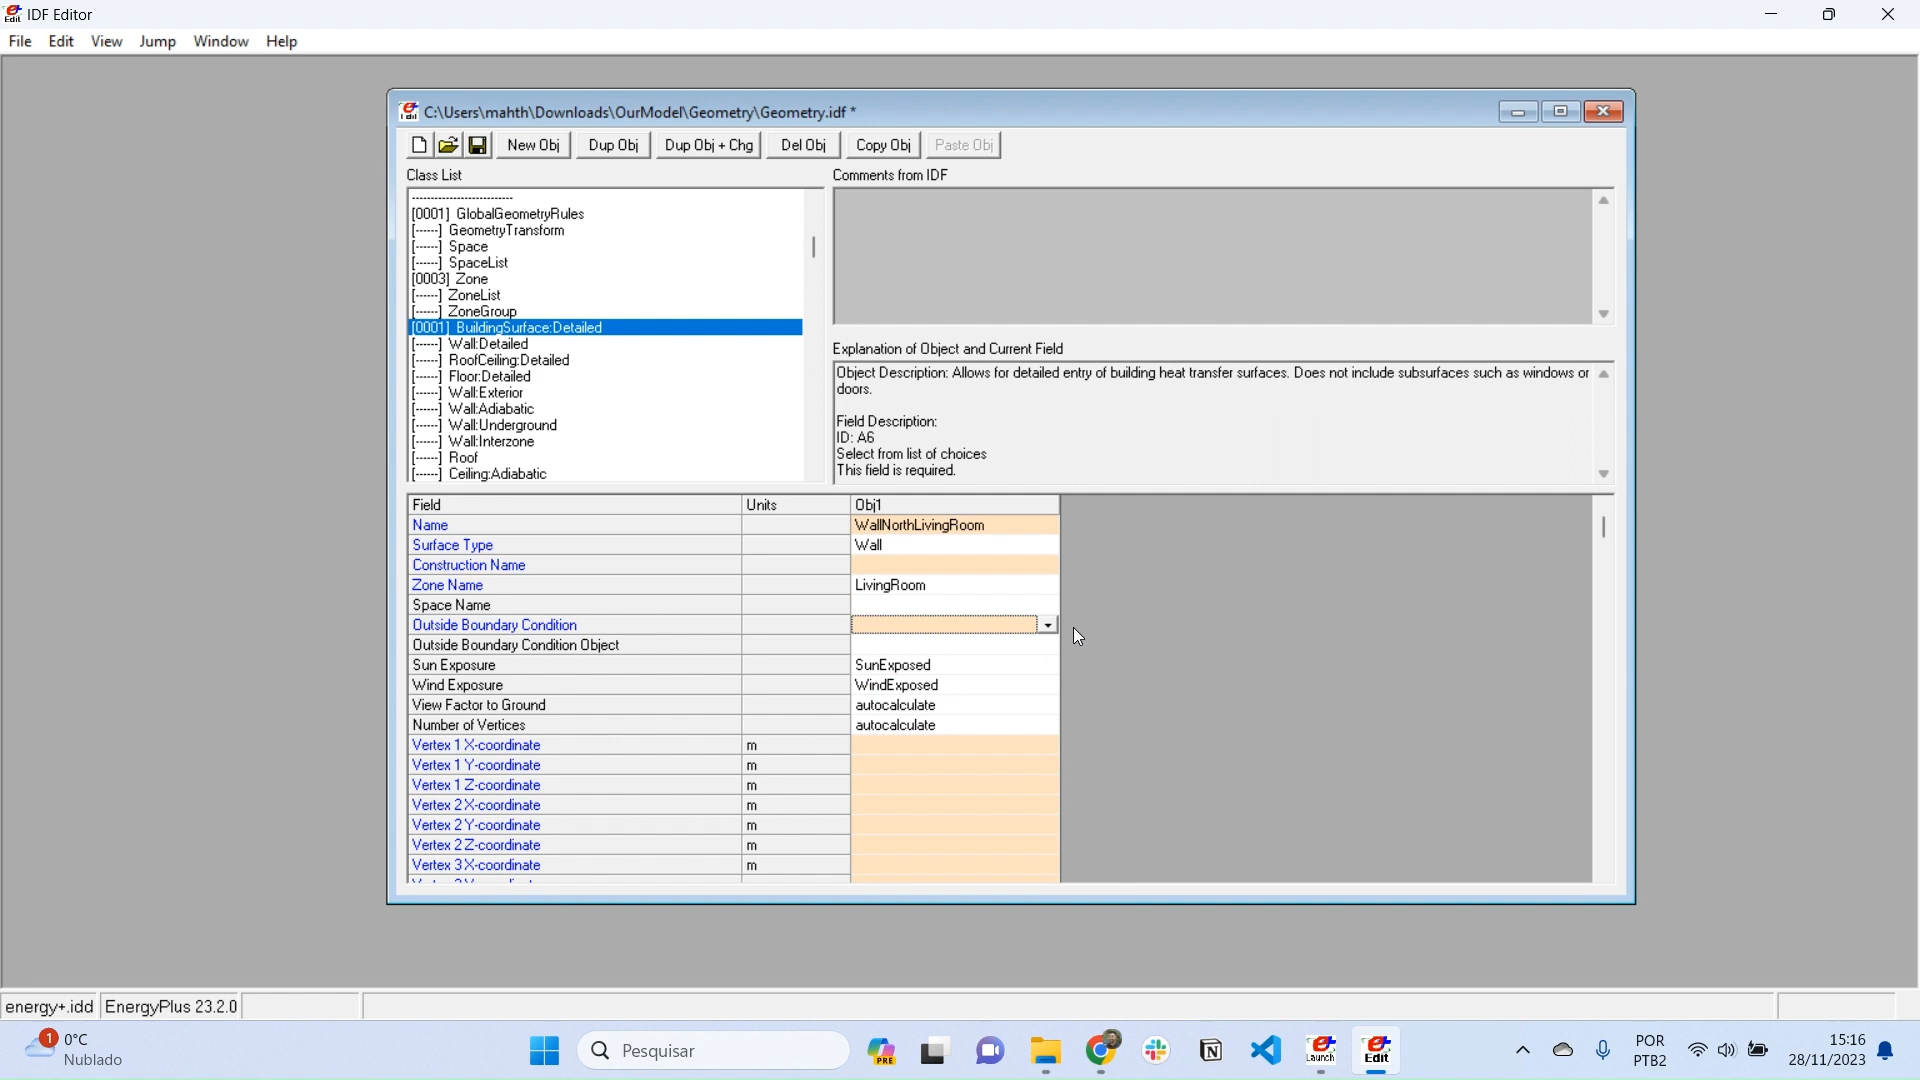 IDF Editor
File Edit View Jump Window Help
C:\Users\mahth\Downloads\OurModel\Geometry\Geometry.idf *
New Obj Dup Obj Dup Obj + Chg Del Obj Copy Obj Paste Obj
Class List
Comments from IDF
--------------------------
[0001] GlobalGeometryRules
[------] GeometryTransform
[------] Space
[------] SpaceList
[0003] Zone
[------] ZoneList
[------] ZoneGroup
[0001] BuildingSurface:Detailed
[------] Wall:Detailed
[------] RoofCeiling:Detailed
[------] Floor:Detailed
[------] Wall:Exterior
[------] Wall:Adiabatic
[------] Wall:Underground
[------] Wall:Interzone
[------] Roof
[------] Ceiling:Adiabatic
Explanation of Object and Current Field
Object Description: Allows for detailed entry of building heat transfer surfaces. Does not include subsurfaces such as windows or
doors.
Field Description:
ID: A6
Select from list of choices
This field is required.
Field Units Obj1
Name WallNorthLivingRoom
Surface Type Wall
Construction Name
Zone Name LivingRoom
Space Name
Outside Boundary Condition
Outside Boundary Condition Object
Sun Exposure SunExposed
Wind Exposure WindExposed
View Factor to Ground autocalculate
Number of Vertices autocalculate
Vertex 1 X-coordinate m
Vertex 1 Y-coordinate m
Vertex 1 Z-coordinate m
Vertex 2 X-coordinate m
Vertex 2 Y-coordinate m
Vertex 2 Z-coordinate m
Vertex 3 X-coordinate m
energy+.idd EnergyPlus 23.2.0
1 0°C
Nublado
Pesquisar
PRE
Launch
Edit
POR
PTB2
15:16
28/11/2023